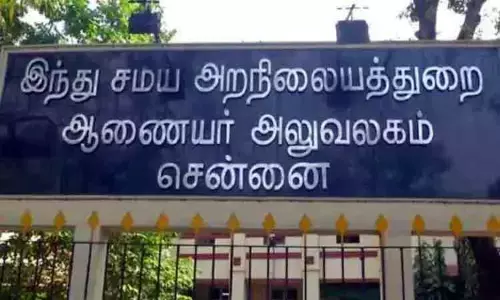 இந்து சமய அறநிலையத்துறை
ஆணையர் அலுவலகம்
சென்னை